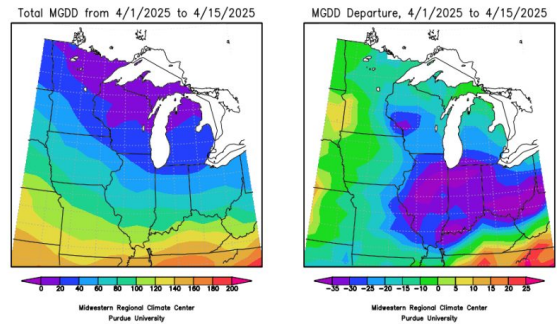 Total MGDD from 4/1/2025 to 4/15/2025
0 20 40 60 80 100 120 140 160 180 200
Midwestern Regional Climate Center
Purdue University
MGDD Departure, 4/1/2025 to 4/15/2025
-35 -30 -25 -20 -15 -10 0 5 10 15 20 25
Midwestern Regional Climate Center
Purdue University